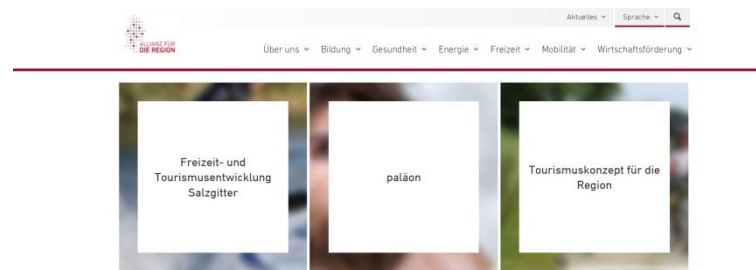 Aktuelles Sprache
ALLIANZ FÜR
DIE REGION
Über uns Bildung Gesundheit Energie Freizeit Mobilität Wirtschaftsförderung
Freizeit- und
Tourismusentwicklung
Salzgitter
paläon
Tourismuskonzept für die
Region